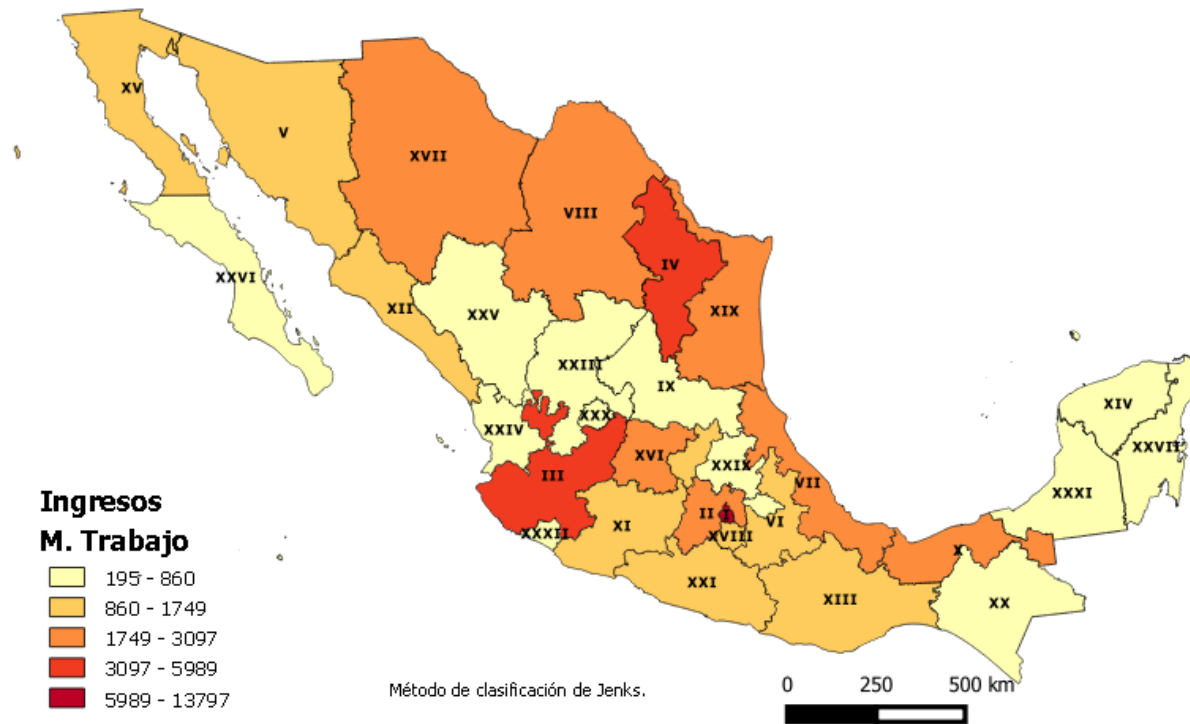 XV
V
XVII
VIII
IV
XXVI
XII
XIX
XXV
XXIII
IX
XXIV
XXX
XIV
XXVII
XVI
XXIX
III
VII
XXXI
II
I
XXXII
XI
VI
XVIII
X
XXI
XIII
XX
Ingresos
M. Trabajo
195 - 860
860 - 1749
1749 - 3097
3097 - 5989
5989 - 13797
Método de clasificación de Jenks.
0 250 500 km